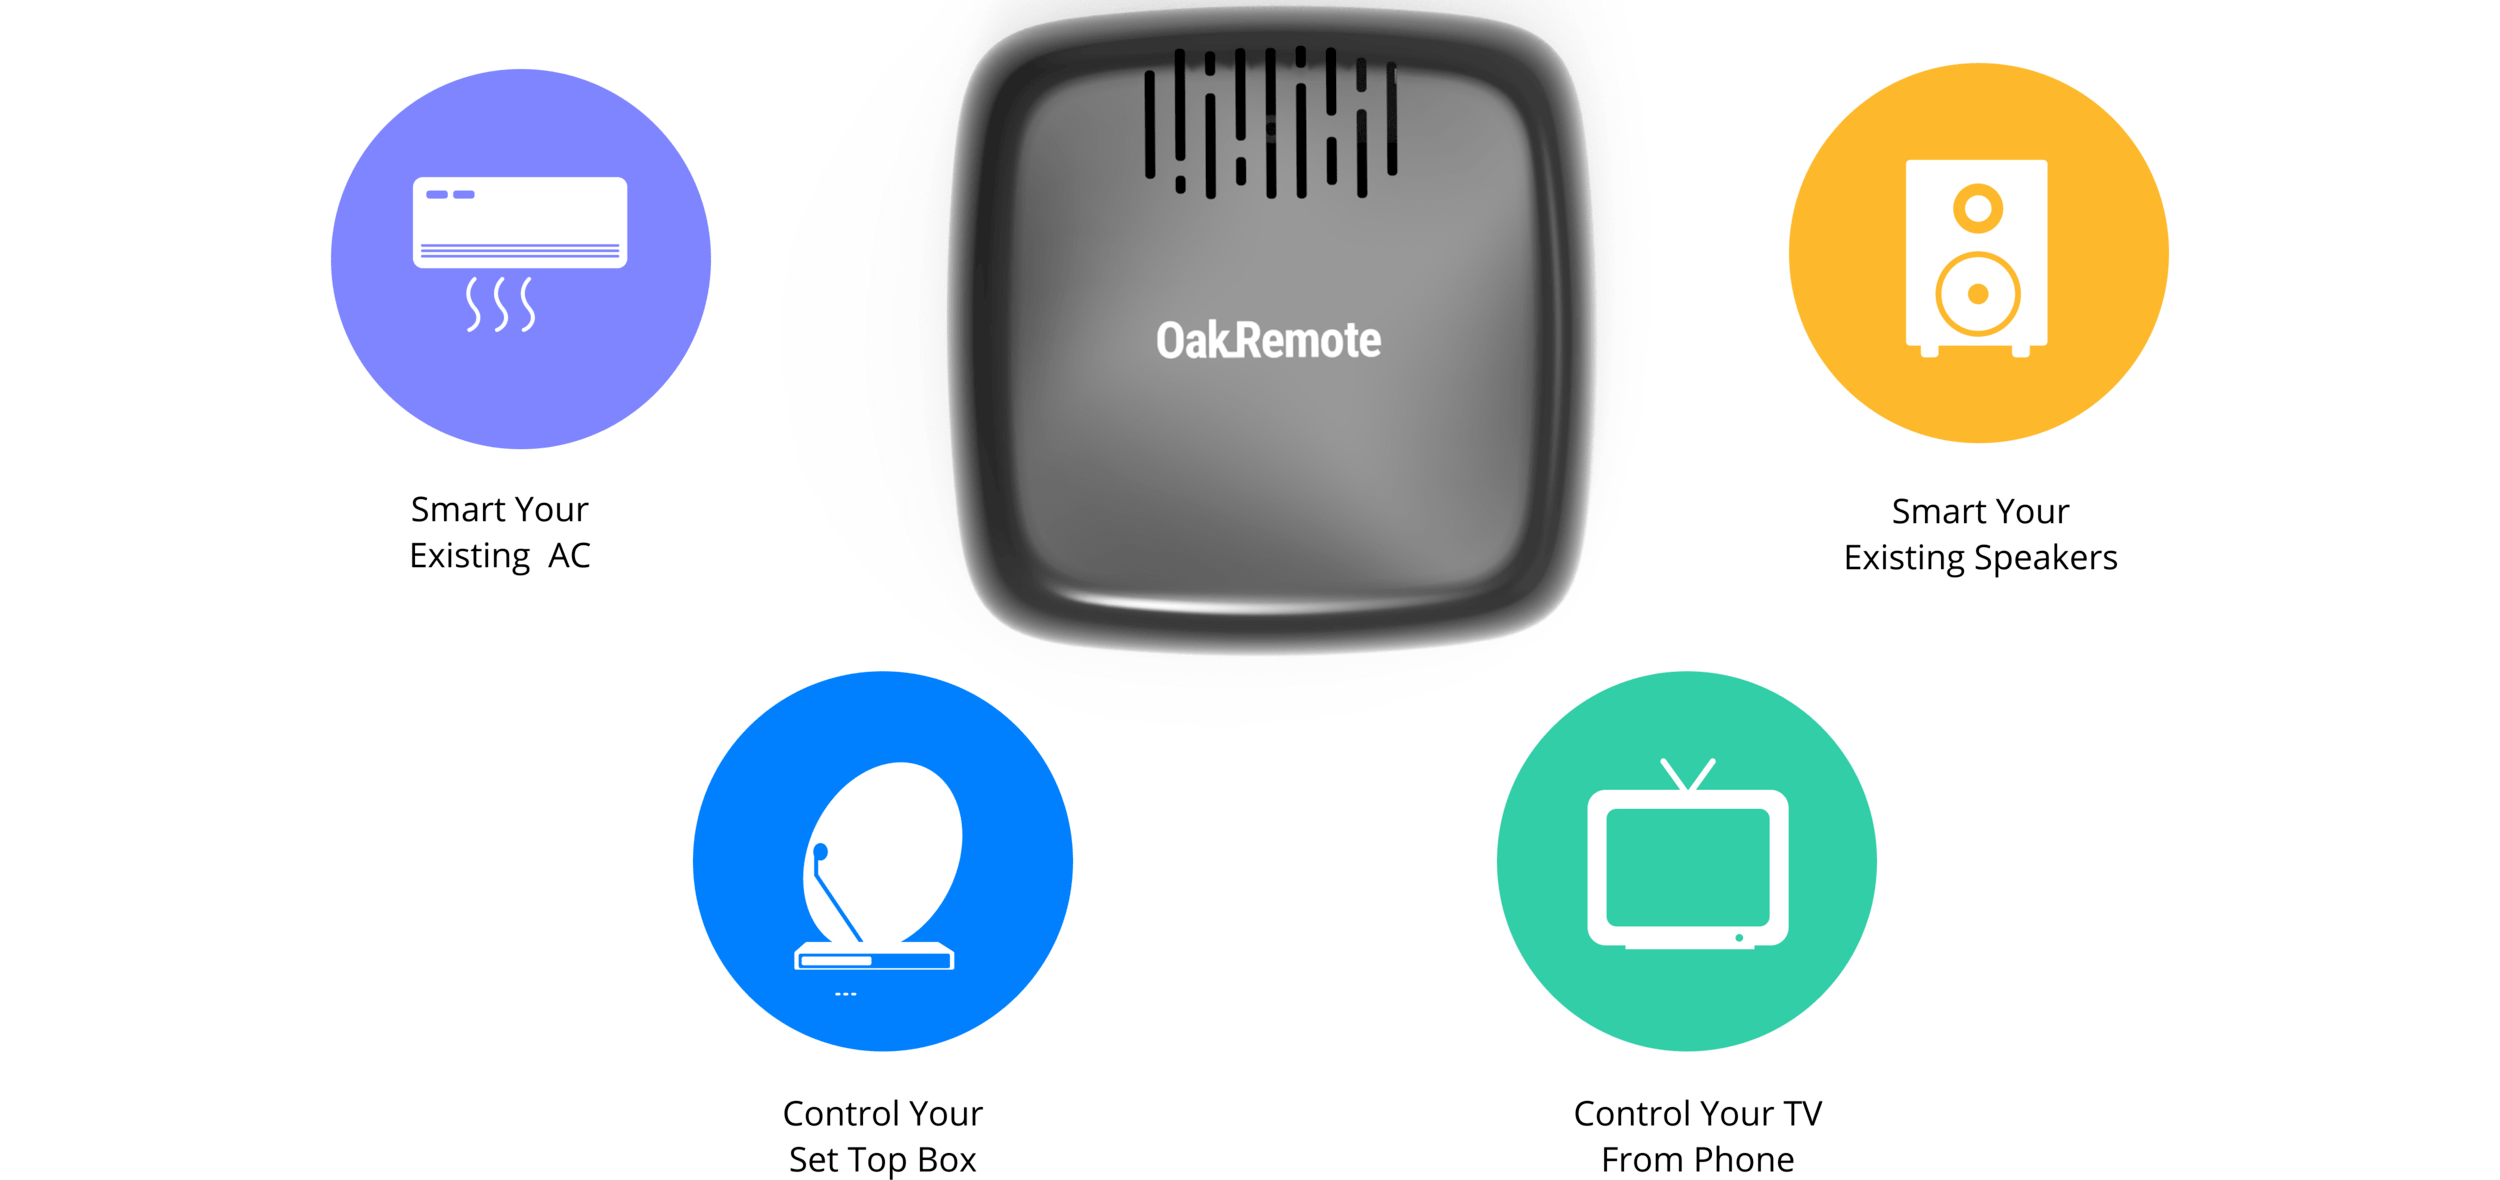 OakRemote
Smart Your
Existing  AC
Smart Your
Existing Speakers
Control Your
Set Top Box
Control Your TV
From Phone